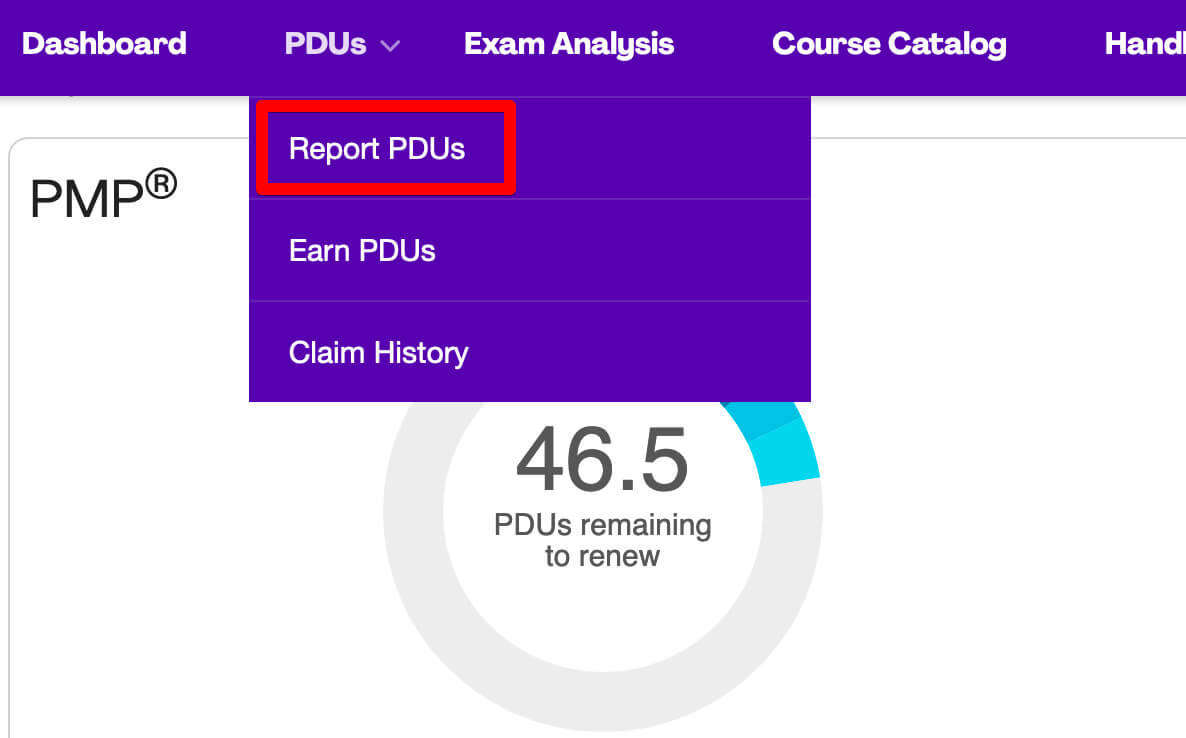 Dashboard PDUs Exam Analysis Course Catalog Handl
Report PDUs
PMP®
Earn PDUs
Claim History
46.5
PDUs remaining
to renew